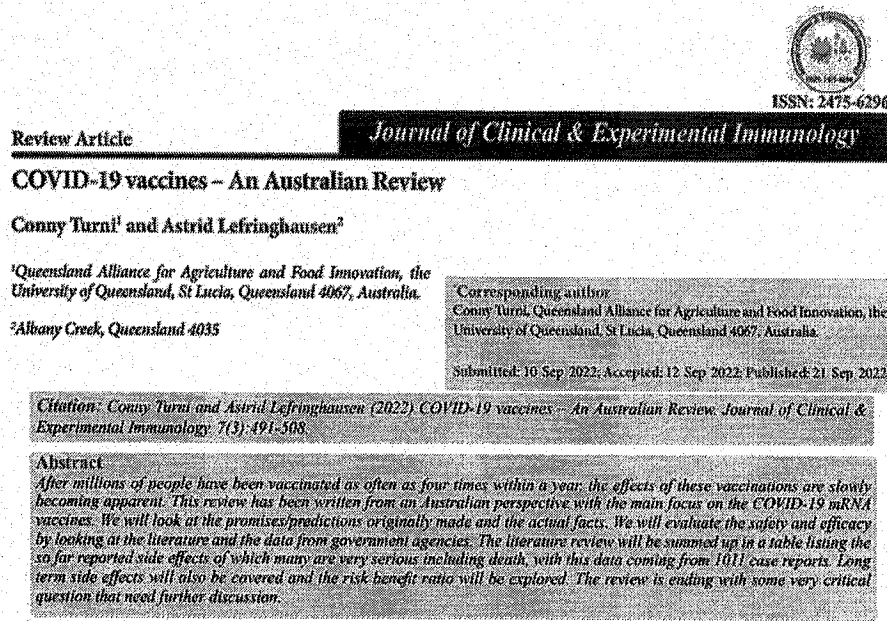 ISSN: 2475-6296
Review Article
Journal of Clinical & Experimental Immunology
COVID-19 vaccines – An Australian Review
Conny Turni¹ and Astrid Lefringhausen²
¹Queensland Alliance for Agriculture and Food Innovation, the
University of Queensland, St Lucia, Queensland 4067, Australia.
²Albany Creek, Queensland 4035
Corresponding author
Conny Turni, Queensland Alliance for Agriculture and Food Innovation, the
University of Queensland, St Lucia, Queensland 4067, Australia.
Submitted: 10 Sep 2022; Accepted: 12 Sep 2022; Published: 21 Sep 2022
Citation: Conny Turni and Astrid Lefringhausen (2022) COVID-19 vaccines – An Australian Review. Journal of Clinical &
Experimental Immunology. 7(3):491-508.
Abstract
After millions of people have been vaccinated as often as four times within a year, the effects of these vaccinations are slowly
becoming apparent. This review has been written from an Australian perspective with the main focus on the COVID-19 mRNA
vaccines. We will look at the promises/predictions originally made and the actual facts. We will evaluate the safety and efficacy
by looking at the literature and the data from government agencies. The literature review will be summed up in a table listing the
so far reported side effects of which many are very serious including death, with this data coming from 1011 case reports. Long
term side effects will also be covered and the risk benefit ratio will be explored. The review is ending with some very critical
question that need further discussion.